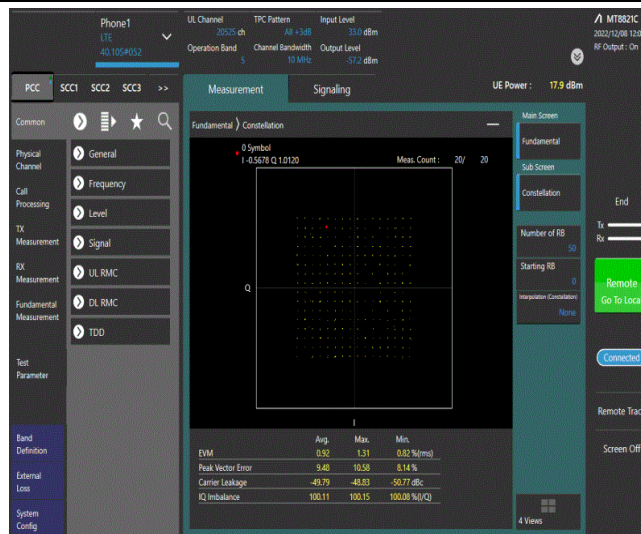 Phone1
LTE
40.10S#052
UL Channel
20525 ch
TPC Pattern
All +3dB
Input Level
33.0 dBm
Operation Band
5
Channel Bandwidth
10 MHz
Output Level
-57.2 dBm
MT8821C
2022/12/08 12:0
RF Output : On
PCC SCC1 SCC2 SCC3 >>
Measurement
Signaling
UE Power : 17.9 dBm
Common
Physical
Channel
Call
Processing
TX
Measurement
RX
Measurement
Fundamental
Measurement
Test
Parameter
Band
Definition
External
Loss
System
Config
General
Frequency
Level
Signal
UL RMC
DL RMC
TDD
Fundamental Constellation
0 Symbol
I -0.5678 Q 1.0120
Meas. Count : 20/ 20
Q
I
Avg. Max. Min.
EVM 0.92 1.31 0.82 %(rms)
Peak Vector Error 9.48 10.58 8.14 %
Carrier Leakage -49.79 -48.83 -50.77 dBc
IQ Imbalance 100.11 100.15 100.08 %(I/Q)
Main Screen
Fundamental
Sub Screen
Constellation
Number of RB
50
Starting RB
0
Interpolation (Constellation)
None
4 Views
End
Tx
Rx
Remote
Go To Loca
Connected
Remote Trac
Screen Off